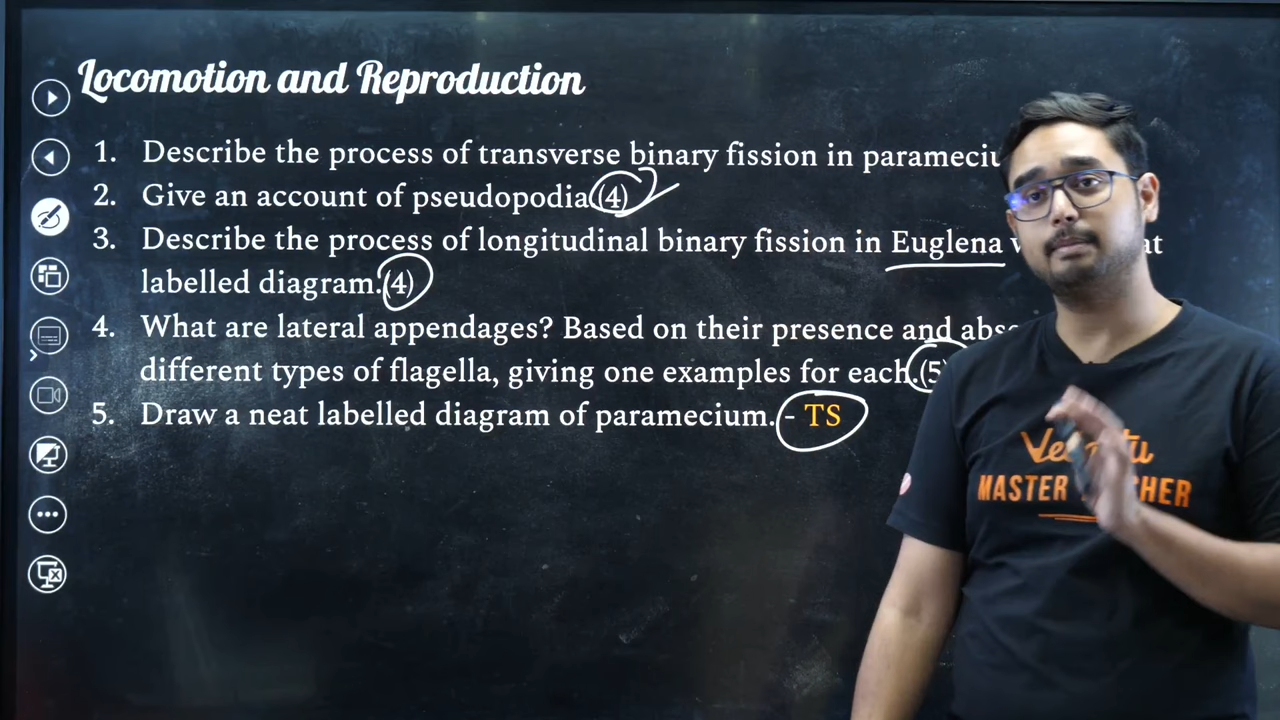 Locomotion and Reproduction
1. Describe the process of transverse binary fission in
2. Give an account of pseudopodia.(4)
3. Describe the process of longitudinal binary fission in Euglena
labelled diagram.(4)
4. What are lateral appendages? Based on their presence and
different types of flagella, giving one examples for each.(5)
5. Draw a neat labelled diagram of paramecium. - TS
MASTER